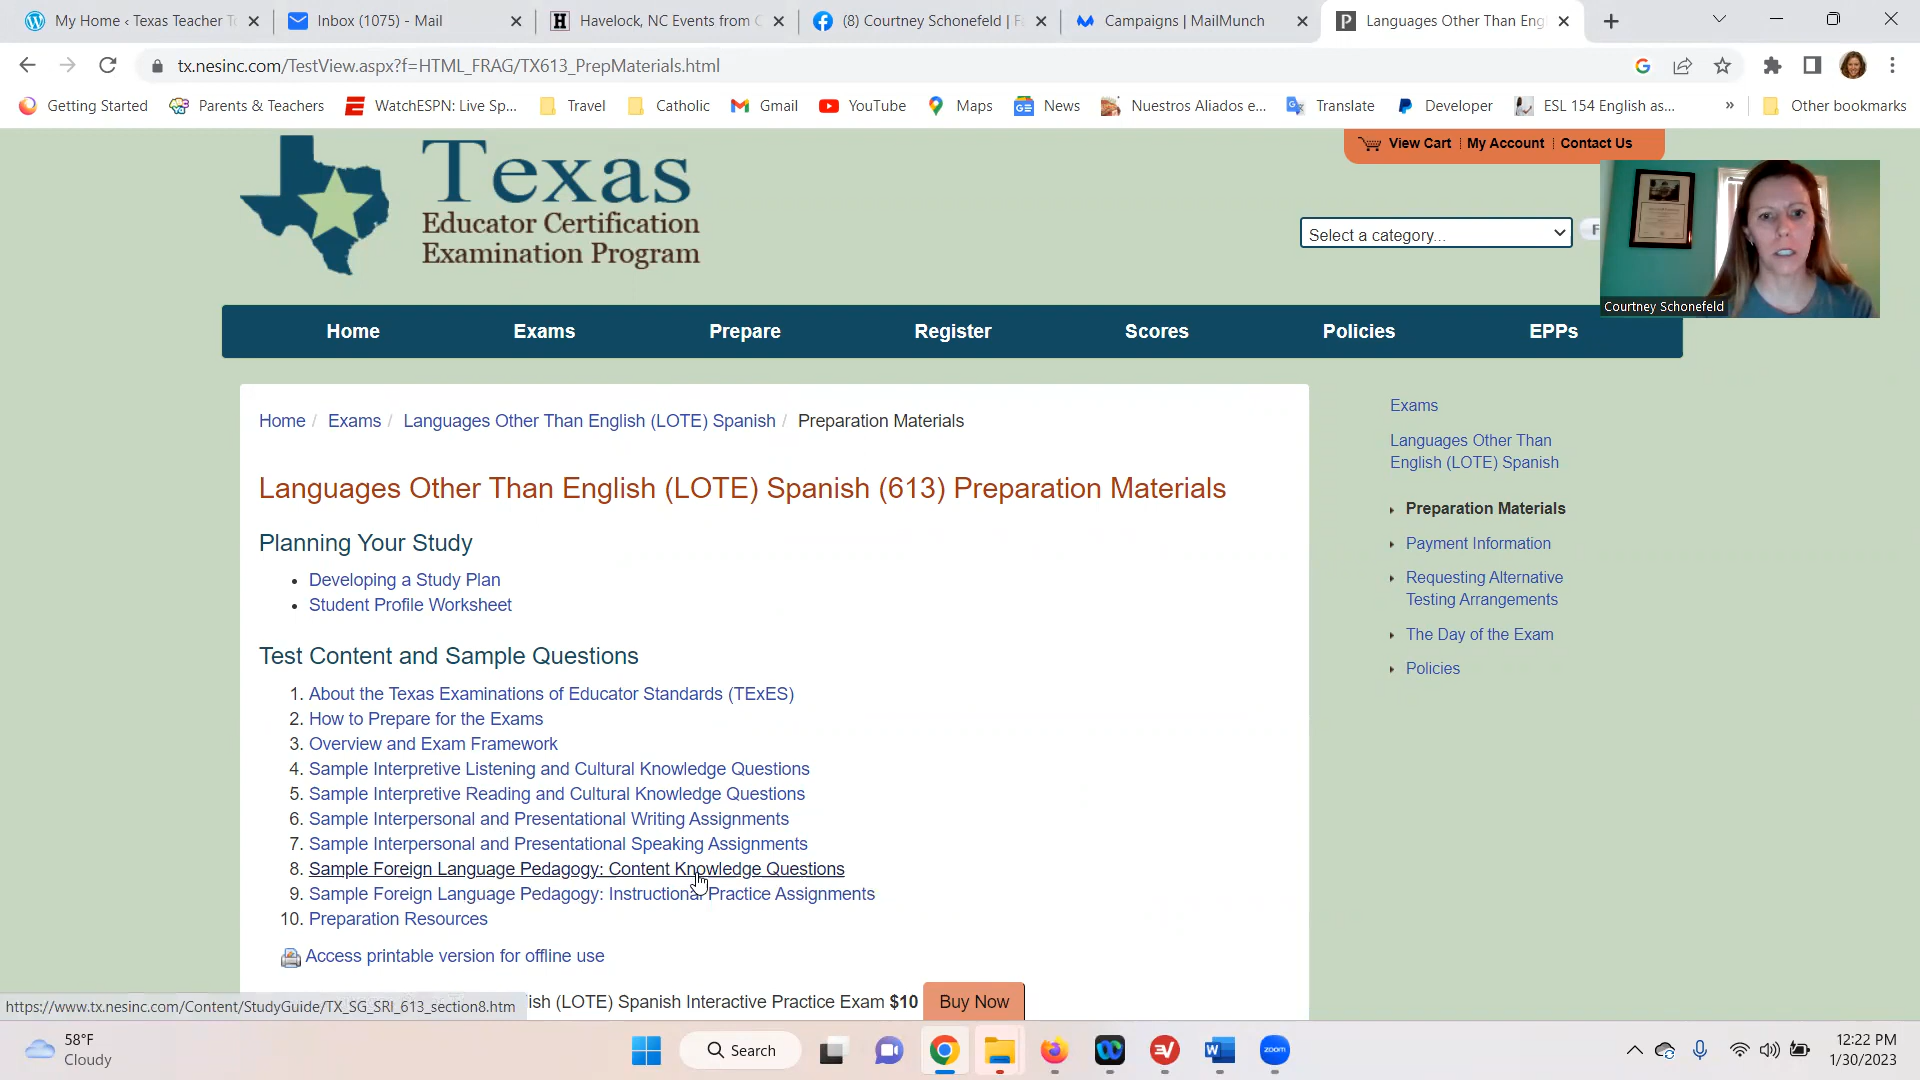 My Home ‹ Texas Teacher T
Inbox (1075) - Mail
Havelock, NC Events from C
(8) Courtney Schonefeld | Fa
Campaigns | MailMunch
Languages Other Than Eng
tx.nesinc.com/TestView.aspx?f=HTML_FRAG/TX613_PrepMaterials.html
Getting Started
Parents & Teachers
WatchESPN: Live Sp...
Travel
Catholic
Gmail
YouTube
Maps
News
Nuestros Aliados e...
Translate
Developer
ESL 154 English as...
»
Other bookmarks
Texas
Educator Certification
Examination Program
View Cart | My Account | Contact Us
Select a category...
F
Courtney Schonefeld
Home
Exams
Prepare
Register
Scores
Policies
EPPs
Home / Exams / Languages Other Than English (LOTE) Spanish / Preparation Materials
Languages Other Than English (LOTE) Spanish (613) Preparation Materials
Planning Your Study
• Developing a Study Plan
• Student Profile Worksheet
Test Content and Sample Questions
1. About the Texas Examinations of Educator Standards (TExES)
2. How to Prepare for the Exams
3. Overview and Exam Framework
4. Sample Interpretive Listening and Cultural Knowledge Questions
5. Sample Interpretive Reading and Cultural Knowledge Questions
6. Sample Interpersonal and Presentational Writing Assignments
7. Sample Interpersonal and Presentational Speaking Assignments
8. Sample Foreign Language Pedagogy: Content Knowledge Questions
9. Sample Foreign Language Pedagogy: Instructional Practice Assignments
10. Preparation Resources
Access printable version for offline use
ish (LOTE) Spanish Interactive Practice Exam $10
Buy Now
Exams
Languages Other Than
English (LOTE) Spanish
Preparation Materials
Payment Information
Requesting Alternative
Testing Arrangements
The Day of the Exam
Policies
https://www.tx.nesinc.com/Content/StudyGuide/TX_SG_SRI_613_section8.htm
58°F
Cloudy
Search
zoom
12:22 PM
1/30/2023